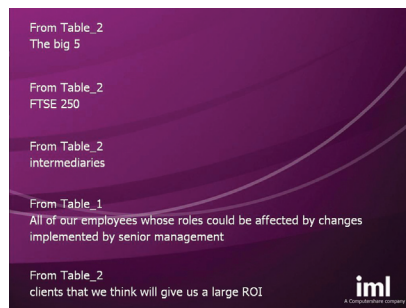 From Table_2
The big 5
From Table_2
FTSE 250
From Table_2
intermediaries
From Table_1
All of our employees whose roles could be affected by changes
implemented by senior management
From Table_2
clients that we think will give us a large ROI
iml
A Computershare company